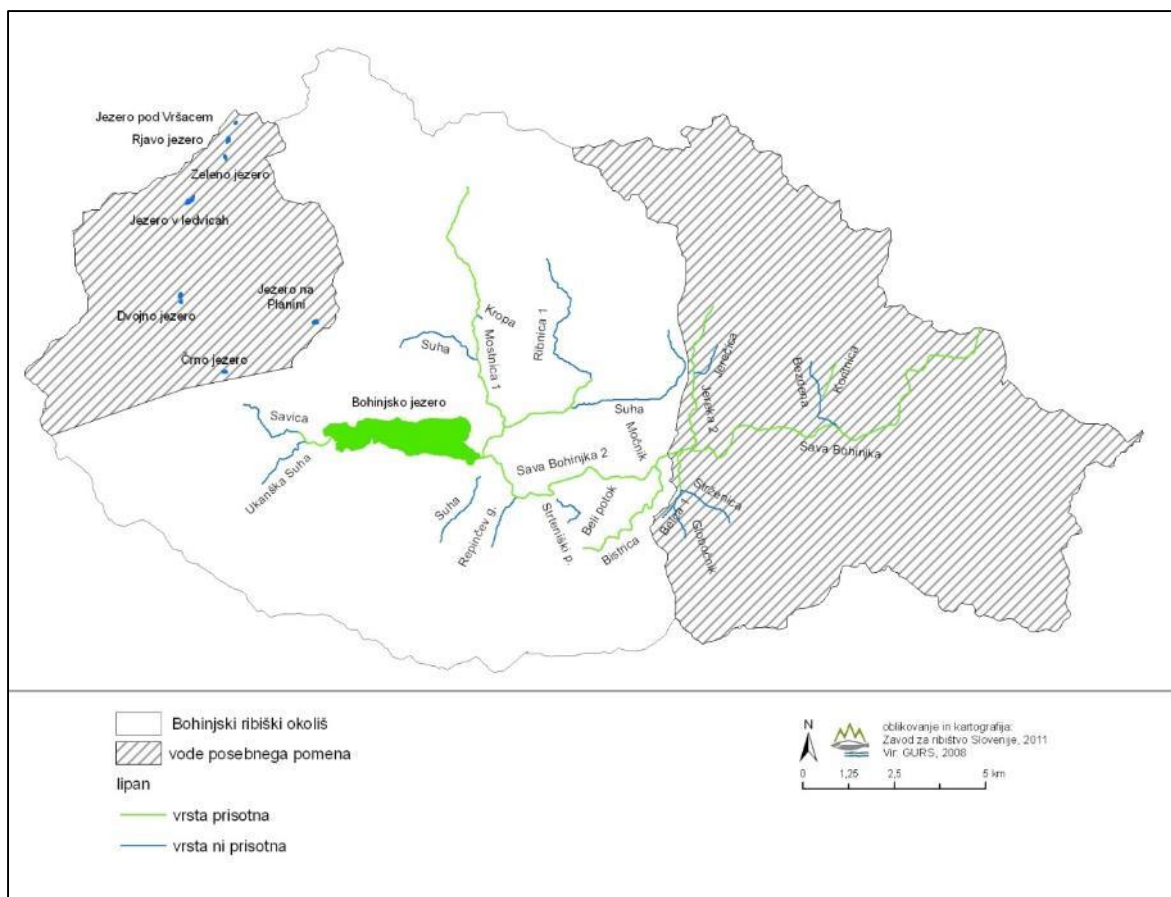 Jezero pod Vršacem
Rjavo jezero
Zeleno jezero
Jezero v ledvicah
Jezero na
Planini
Dvojno jezero
Črno jezero
Kropa
Ribnica 1
Suha
Mostnica 1
Jerečica
Bezdena
Koritnica
Jereka 2
Suha
Bohinjsko jezero
Savica
Močnik
Sava Bohinjka
Sava Bohinjka 2
Ukanška Suha
Suha
Repinčev g.
Strteniški p.
Beli potok
Bistrica
Strženica
Belca 1
Globočnik
Bohinjski ribiški okoliš
vode posebnega pomena
lipan
vrsta prisotna
vrsta ni prisotna
N
oblikovanje in kartografija:
Zavod za ribištvo Slovenije, 2011
Vir: GURS, 2008
0 1,25 2,5 5 km